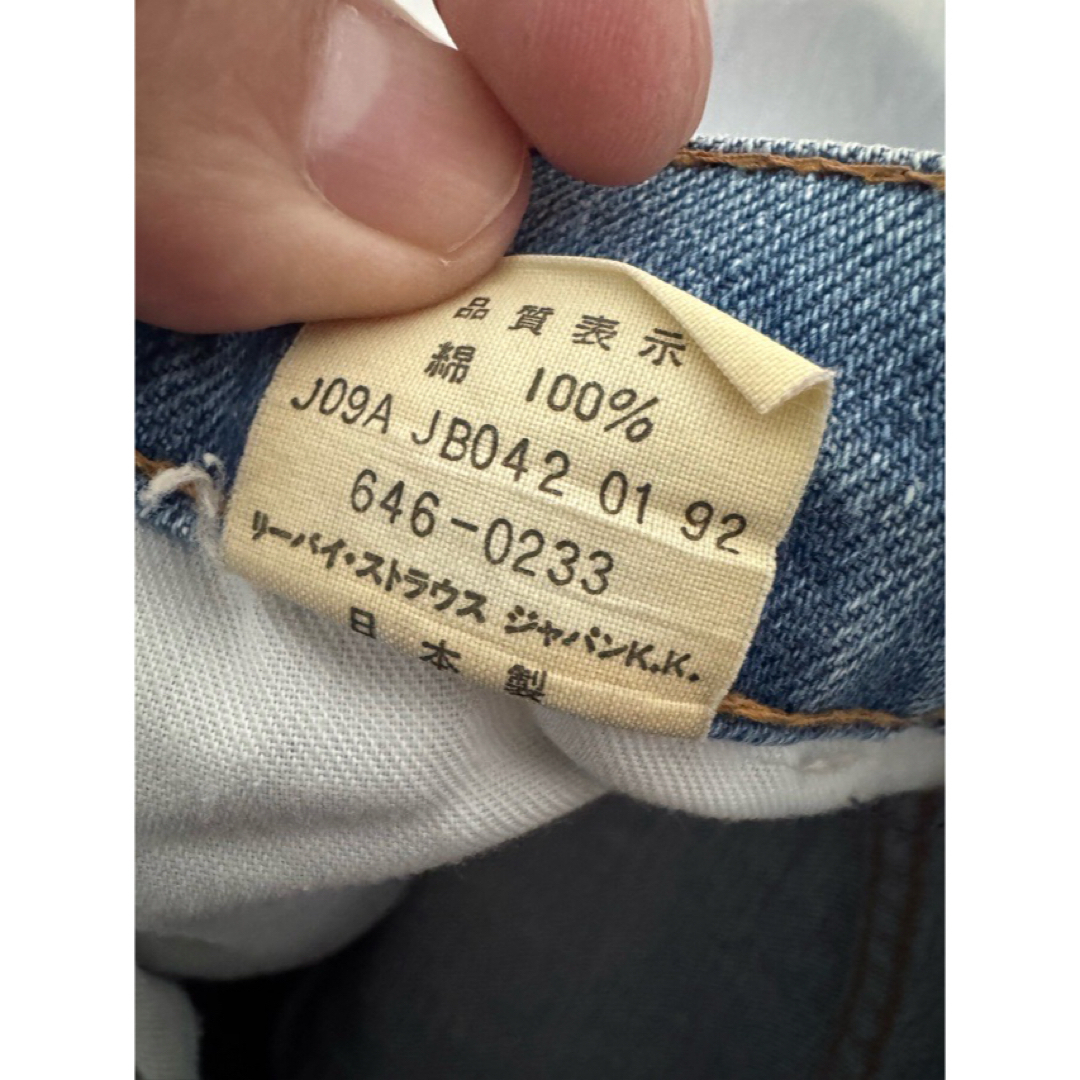 品質表示
綿 100%
J09A JB042 01 92
646-0233
リーバイ・ストラウス ジャパンK.K.
日本製